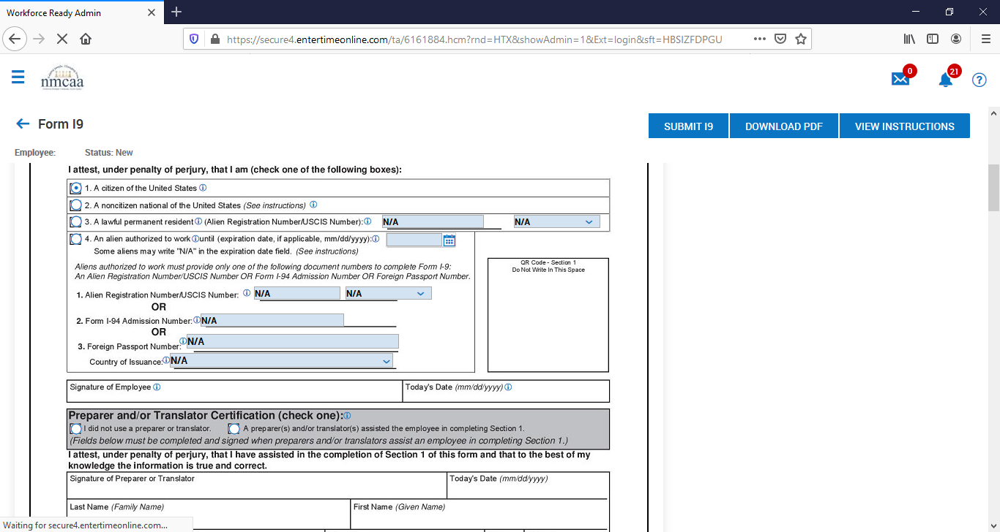 Workforce Ready Admin
https://secure4.entertimeonline.com/ta/6161884.hcm?rnd=HTX&showAdmin=1&Ext=login&sft=HBSIZFDPGU
nmcaa
0
21
Form I9
SUBMIT I9
DOWNLOAD PDF
VIEW INSTRUCTIONS
Employee:
Status: New
I attest, under penalty of perjury, that I am (check one of the following boxes):
1. A citizen of the United States
2. A noncitizen national of the United States (See instructions)
3. A lawful permanent resident (Alien Registration Number/USCIS Number): N/A N/A
4. An alien authorized to work until (expiration date, if applicable, mm/dd/yyyy):
Some aliens may write "N/A" in the expiration date field. (See instructions)
Aliens authorized to work must provide only one of the following document numbers to complete Form I-9:
An Alien Registration Number/USCIS Number OR Form I-94 Admission Number OR Foreign Passport Number.
1. Alien Registration Number/USCIS Number: N/A N/A
OR
2. Form I-94 Admission Number: N/A
OR
3. Foreign Passport Number: N/A
Country of Issuance: N/A
QR Code - Section 1
Do Not Write In This Space
Signature of Employee
Today's Date (mm/dd/yyyy)
Preparer and/or Translator Certification (check one):
I did not use a preparer or translator.
A preparer(s) and/or translator(s) assisted the employee in completing Section 1.
(Fields below must be completed and signed when preparers and/or translators assist an employee in completing Section 1.)
I attest, under penalty of perjury, that I have assisted in the completion of Section 1 of this form and that to the best of my
knowledge the information is true and correct.
Signature of Preparer or Translator
Today's Date (mm/dd/yyyy)
Last Name (Family Name)
First Name (Given Name)
Waiting for secure4.entertimeonline.com...